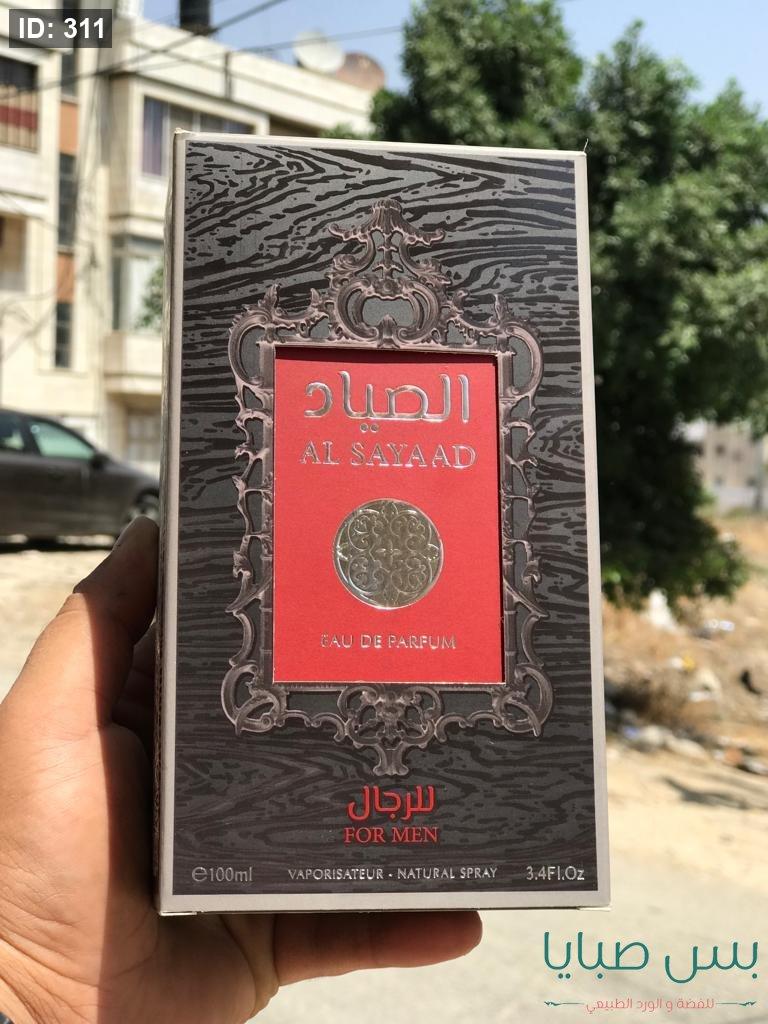 ID: 311
الصياد
AL SAYAAD
EAU DE PARFUM
للرجال
FOR MEN
℮100ml VAPORISATEUR - NATURAL SPRAY 3.4Fl.Oz
بس صبايا
للفضة و الورد الطبيعي